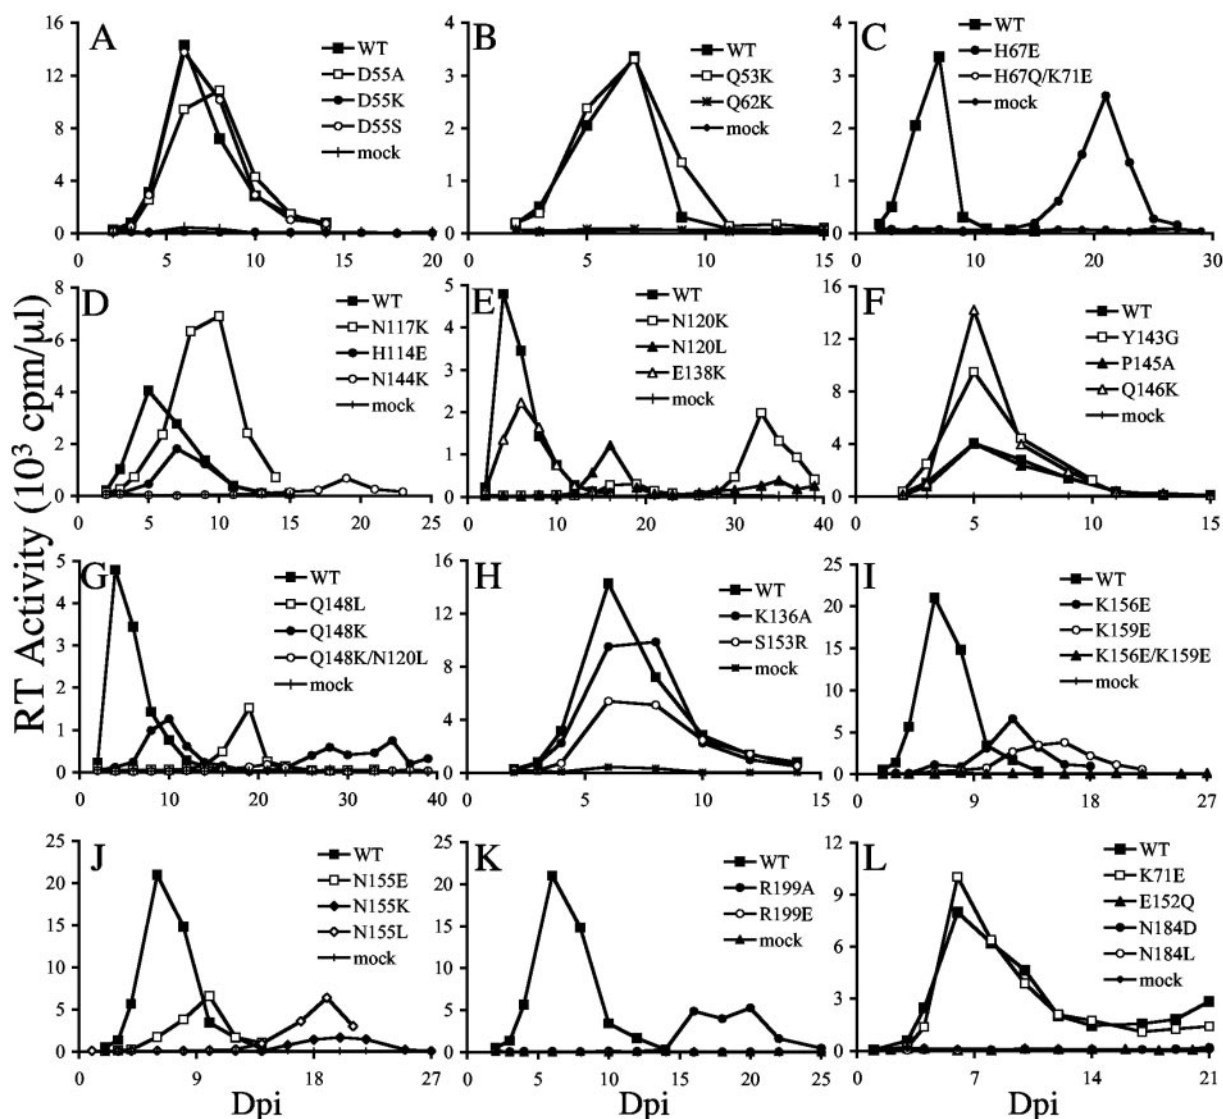 RT Activity (10³ cpm/µl)
A
16
12
8
4
0
0 5 10 15 20
WT
D55A
D55K
D55S
mock
B
4
3
2
1
0
0 5 10 15
WT
Q53K
Q62K
mock
C
4
3
2
1
0
0 10 20 30
WT
H67E
H67Q/K71E
mock
D
8
6
4
2
0
0 5 10 15 20 25
WT
N117K
H114E
N144K
mock
E
5
4
3
2
1
0
0 10 20 30 40
WT
N120K
N120L
E138K
mock
F
16
12
8
4
0
0 5 10 15
WT
Y143G
P145A
Q146K
mock
G
5
4
3
2
1
0
0 10 20 30 40
WT
Q148L
Q148K
Q148K/N120L
mock
H
16
12
8
4
0
0 5 10 15
WT
K136A
S153R
mock
I
25
20
15
10
5
0
0 9 18 27
WT
K156E
K159E
K156E/K159E
mock
J
25
20
15
10
5
0
0 9 18 27
WT
N155E
N155K
N155L
mock
K
25
20
15
10
5
0
0 5 10 15 20 25
WT
R199A
R199E
mock
L
12
9
6
3
0
0 7 14 21
WT
K71E
E152Q
N184D
N184L
mock
Dpi
Dpi
Dpi